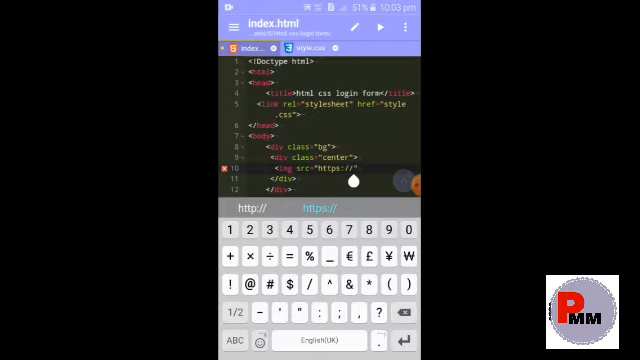 51% 10:03 pm
index.html
index...
style.css
1 <!Doctype html>
2 <html>
3 <head>
4 <title>html css login form</title>
5 <link rel="stylesheet" href="style
.css">
6 </head>
7 <body>
8 <div class="bg">
9 <div class="center">
10 <img src="https://"
11 </div>
12 </div>
http:// https://
1 2 3 4 5 6 7 8 9 0
+ × ÷ = % _ € £ ¥ ₩
! @ # $ / ^ & * ( )
1/2 - ' " : ; , ?
ABC English(UK) .
PMM